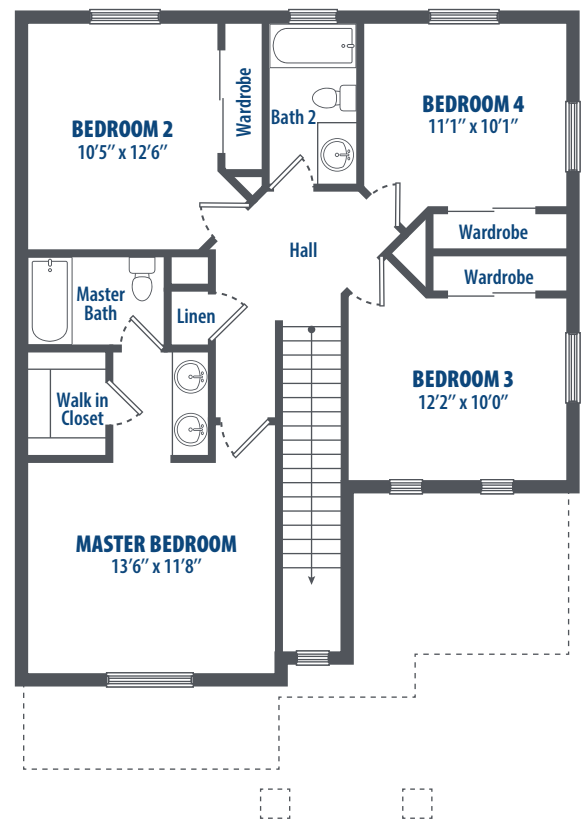 BEDROOM 2
10'5" x 12'6"
Wardrobe
Bath 2
BEDROOM 4
11'1" x 10'1"
Wardrobe
Hall
Wardrobe
Master
Bath
Linen
Walk in
Closet
BEDROOM 3
12'2" x 10'0"
MASTER BEDROOM
13'6" x 11'8"